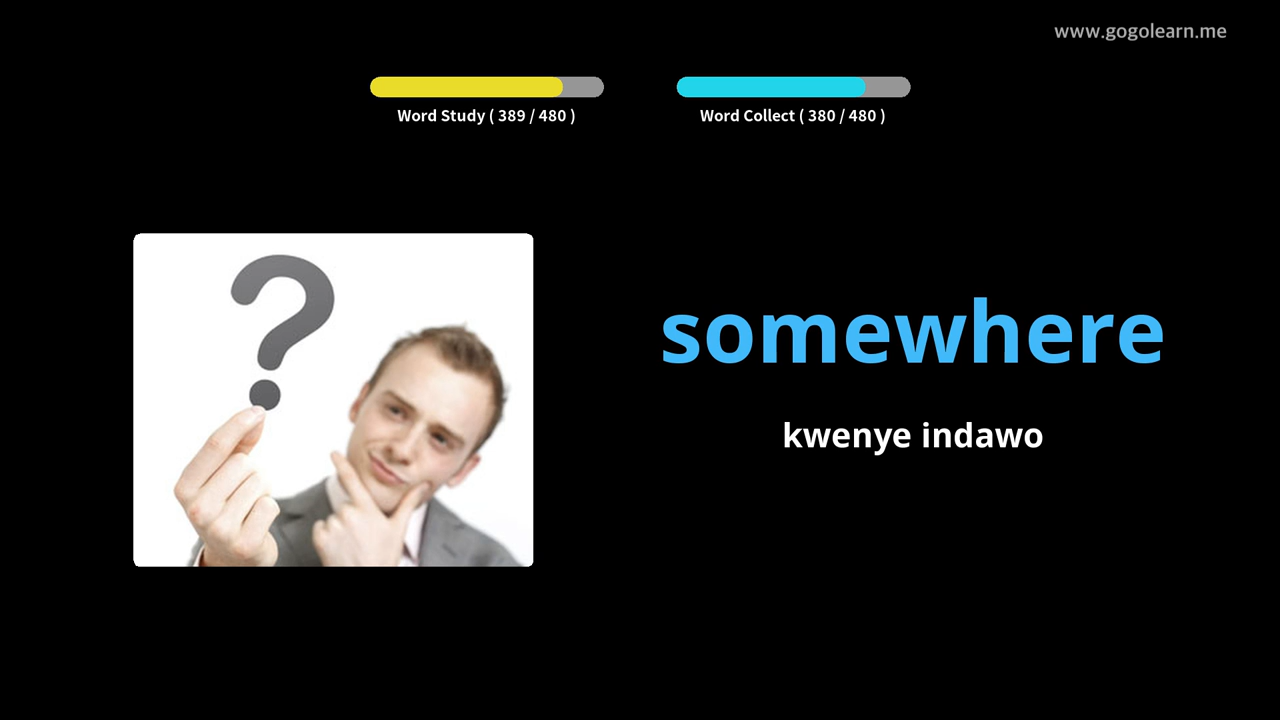 www.gogolearn.me
Word Study ( 389 / 480 )
Word Collect ( 380 / 480 )
?
somewhere
kwenye indawo